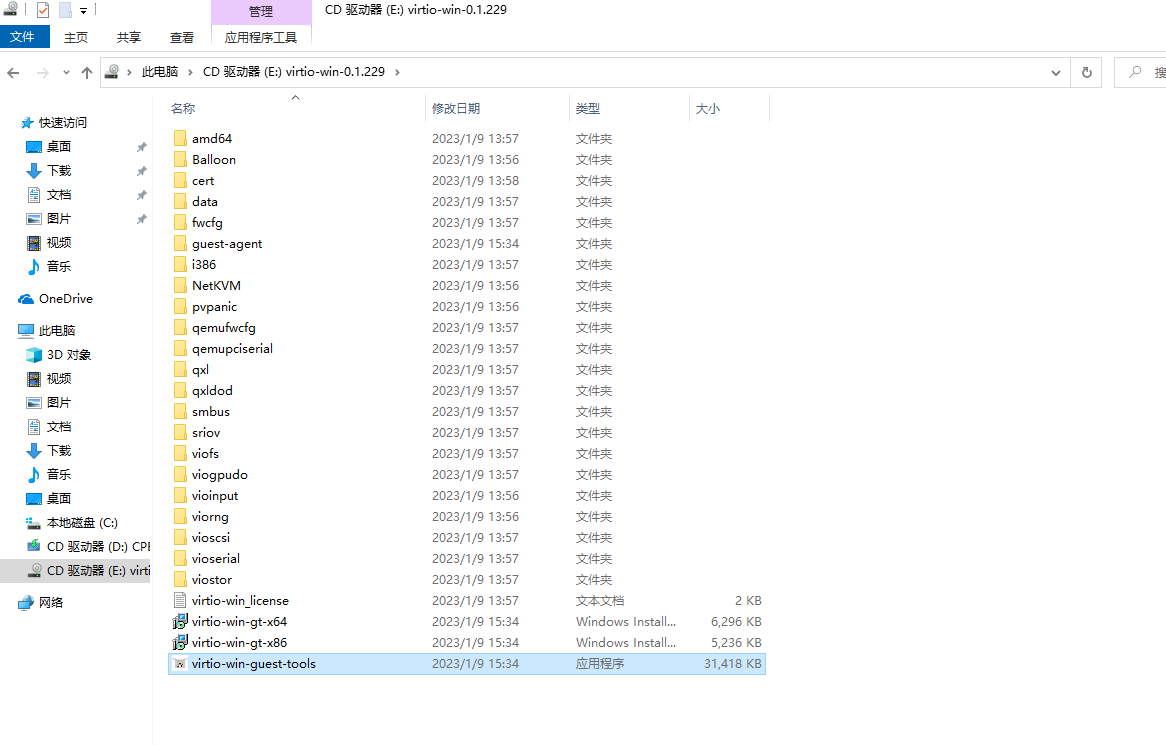 管理
CD 驱动器 (E:) virtio-win-0.1.229
文件
主页
共享
查看
应用程序工具
此电脑
CD 驱动器 (E:) virtio-win-0.1.229
搜
名称 修改日期 类型 大小
快速访问
桌面
下载
文档
图片
视频
音乐
OneDrive
此电脑
3D 对象
视频
图片
文档
下载
音乐
桌面
本地磁盘 (C:)
CD 驱动器 (D:) CPE
CD 驱动器 (E:) virti
网络
amd64 2023/1/9 13:57 文件夹
Balloon 2023/1/9 13:56 文件夹
cert 2023/1/9 13:58 文件夹
data 2023/1/9 13:57 文件夹
fwcfg 2023/1/9 13:57 文件夹
guest-agent 2023/1/9 15:34 文件夹
i386 2023/1/9 13:57 文件夹
NetKVM 2023/1/9 13:56 文件夹
pvpanic 2023/1/9 13:56 文件夹
qemufwcfg 2023/1/9 13:57 文件夹
qemupciserial 2023/1/9 13:57 文件夹
qxl 2023/1/9 13:57 文件夹
qxldod 2023/1/9 13:57 文件夹
smbus 2023/1/9 13:57 文件夹
sriov 2023/1/9 13:57 文件夹
viofs 2023/1/9 13:57 文件夹
viogpudo 2023/1/9 13:57 文件夹
vioinput 2023/1/9 13:56 文件夹
viorng 2023/1/9 13:56 文件夹
vioscsi 2023/1/9 13:57 文件夹
vioserial 2023/1/9 13:57 文件夹
viostor 2023/1/9 13:57 文件夹
virtio-win_license 2023/1/9 13:57 文本文档 2 KB
virtio-win-gt-x64 2023/1/9 15:34 Windows Install... 6,296 KB
virtio-win-gt-x86 2023/1/9 15:34 Windows Install... 5,236 KB
virtio-win-guest-tools 2023/1/9 15:34 应用程序 31,418 KB